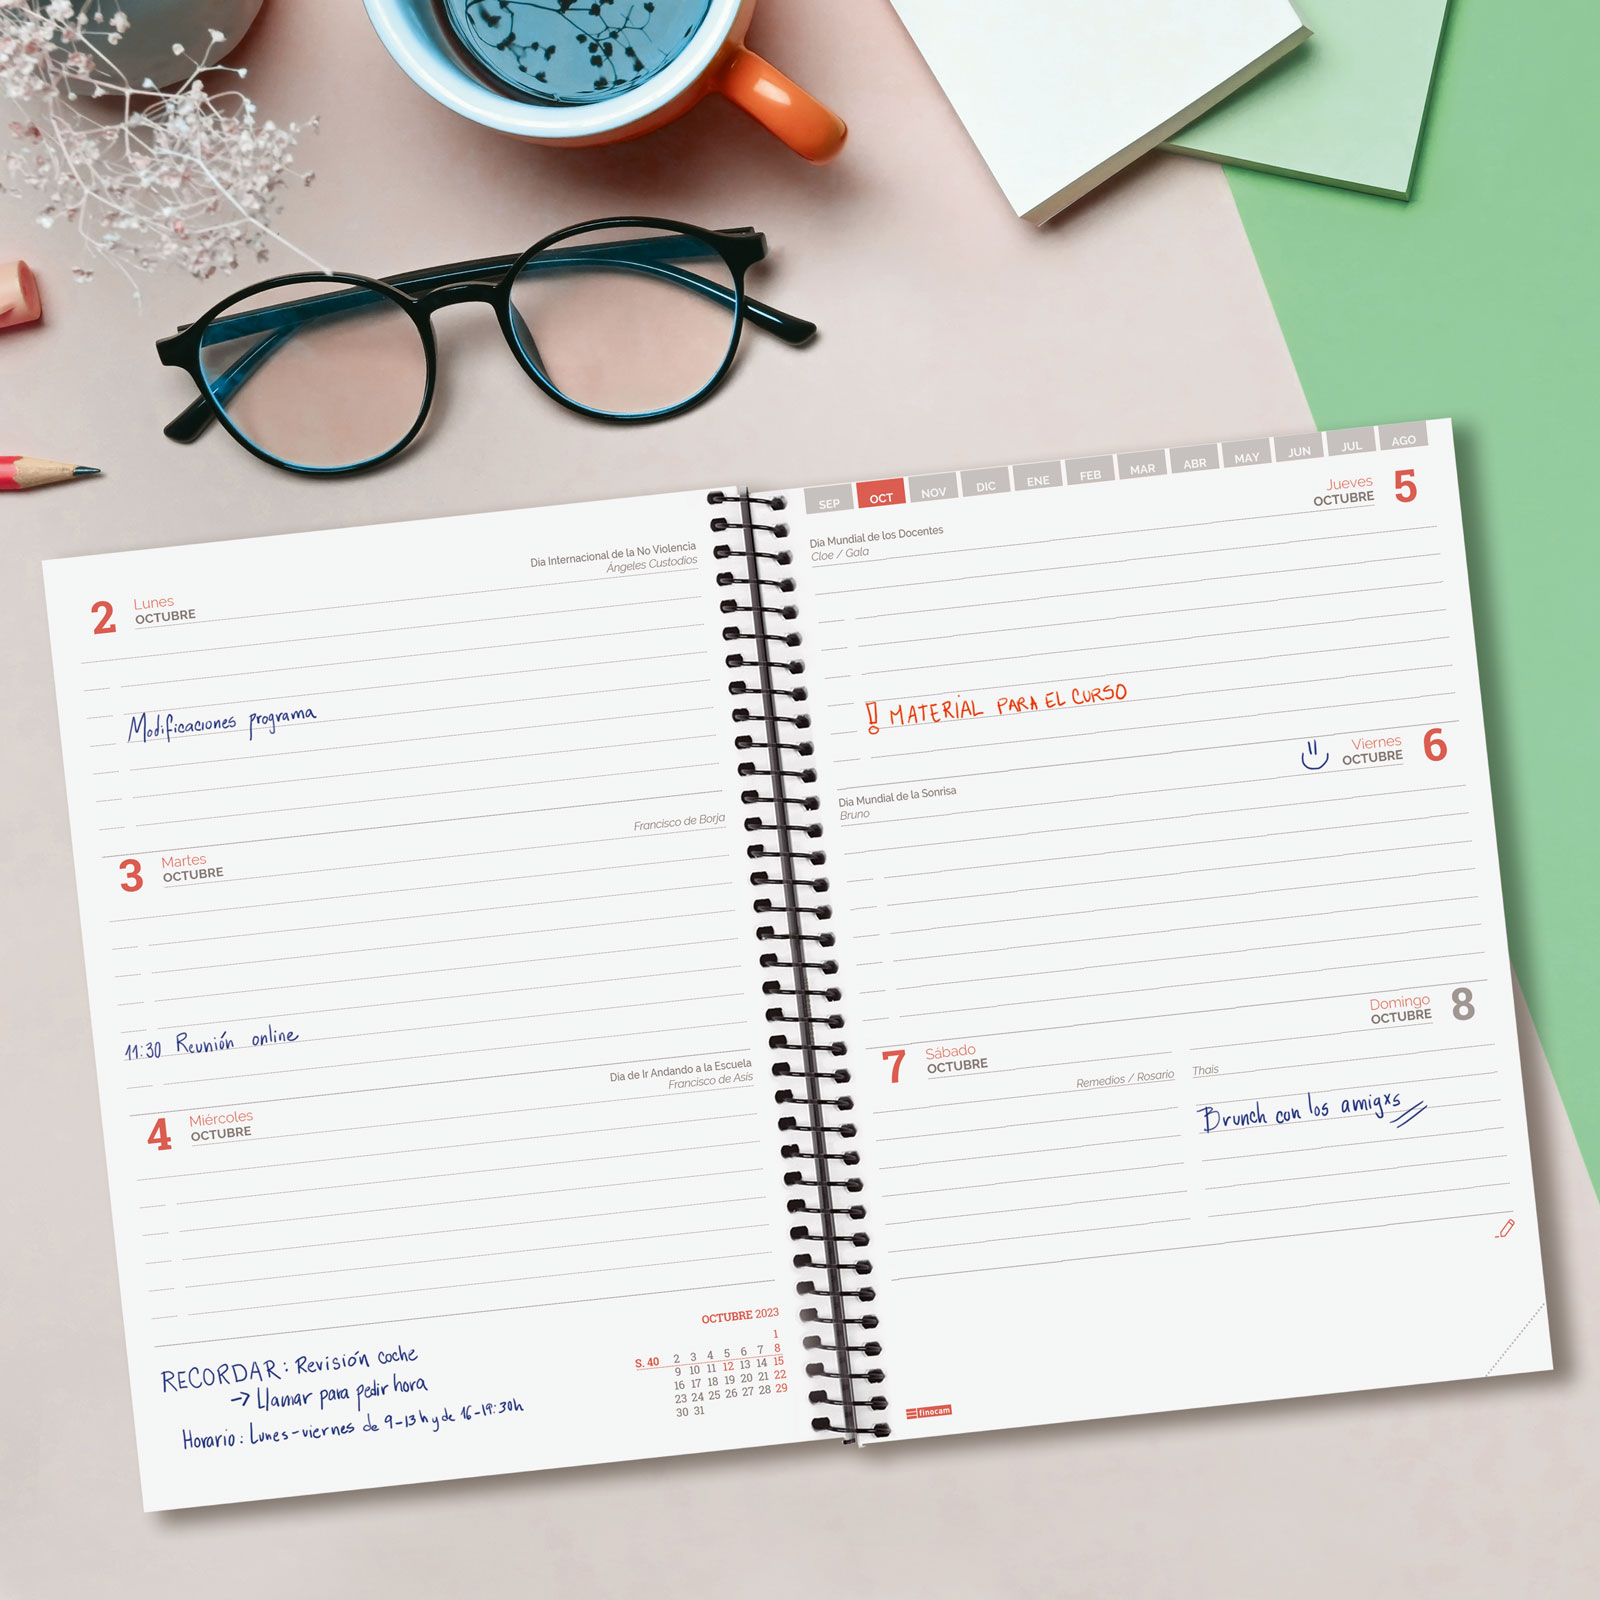 Día Internacional de la No Violencia
Ángeles Custodios
2 Lunes
OCTUBRE
Modificaciones programa
Francisco de Borja
3 Martes
OCTUBRE
11:30 Reunión online
Día de Ir Andando a la Escuela
Francisco de Asís
4 Miércoles
OCTUBRE
RECORDAR: Revisión coche
→ Llamar para pedir hora
Horario: Lunes-viernes de 9-13h y de 16-19:30h
OCTUBRE 2023
1
S. 40 2 3 4 5 6 7 8
9 10 11 12 13 14 15
16 17 18 19 20 21 22
23 24 25 26 27 28 29
30 31
SEP OCT NOV DIC ENE FEB MAR ABR MAY JUN JUL AGO
Jueves 5
OCTUBRE
Día Mundial de los Docentes
Cloe / Gala
! MATERIAL PARA EL CURSO
Viernes 6
OCTUBRE
Día Mundial de la Sonrisa
Bruno
7 Sábado
OCTUBRE
Remedios / Rosario
Domingo 8
OCTUBRE
Thais
Brunch con los amigxs
finocam